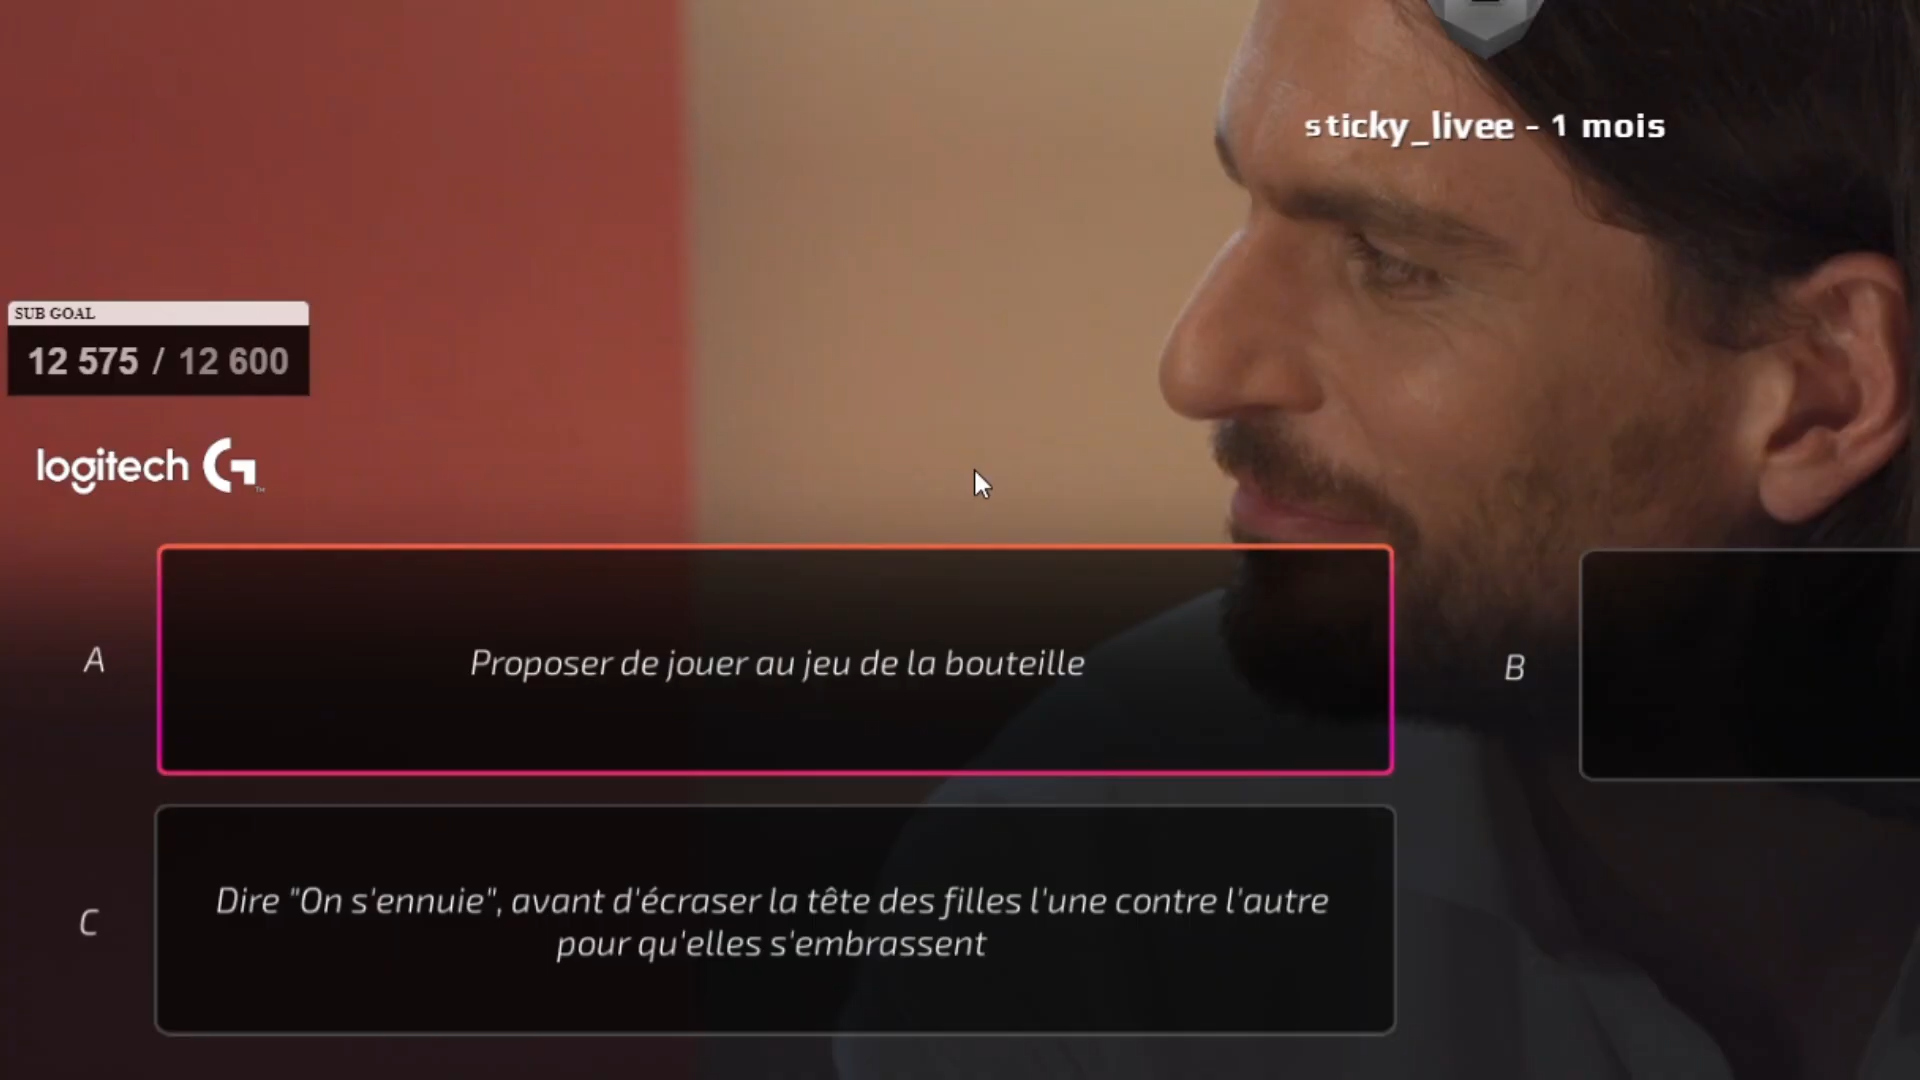 sticky_livee - 1 mois
SUB GOAL
12 575 / 12 600
logitech G
A
Proposer de jouer au jeu de la bouteille
B
C
Dire "On s'ennuie", avant d'écraser la tête des filles l'une contre l'autre
pour qu'elles s'embrassent